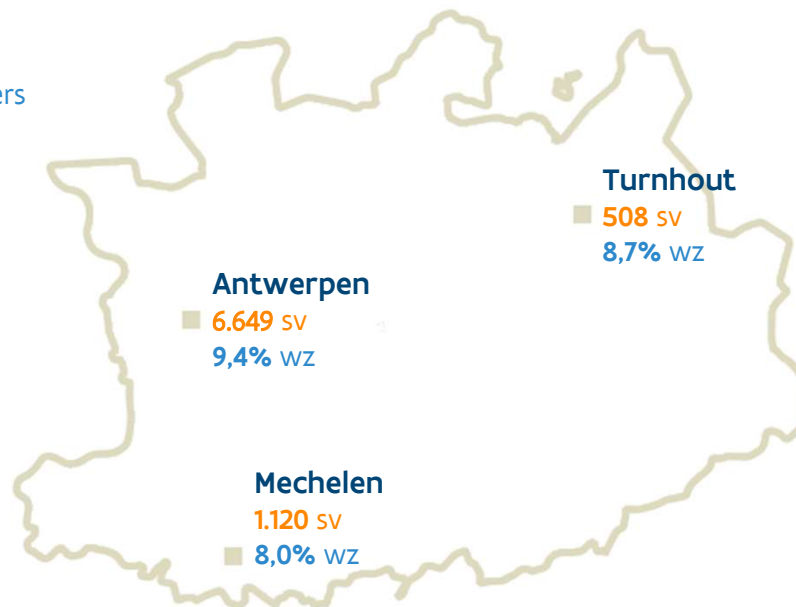 ers
Turnhout
508 sv
8,7% wz
Antwerpen
6.649 sv
9,4% wz
Mechelen
1.120 sv
8,0% wz